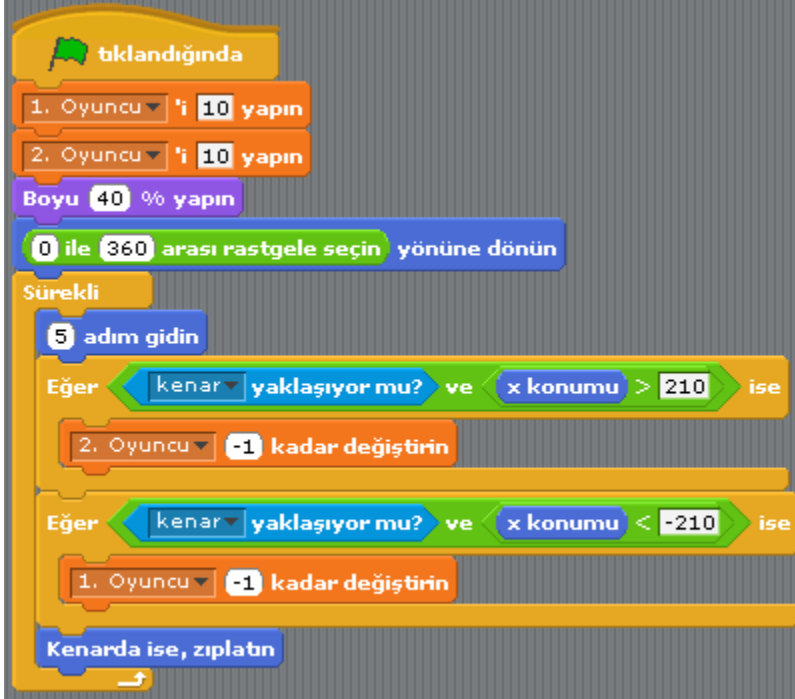 tıklandığında
1. Oyuncu 'i 10 yapın
2. Oyuncu 'i 10 yapın
Boyu 40 % yapın
0 ile 360 arası rastgele seçin yönüne dönün
Sürekli
5 adım gidin
Eğer kenar yaklaşıyor mu? ve x konumu > 210 ise
2. Oyuncu -1 kadar değiştirin
Eğer kenar yaklaşıyor mu? ve x konumu < -210 ise
1. Oyuncu -1 kadar değiştirin
Kenarda ise, zıplatın